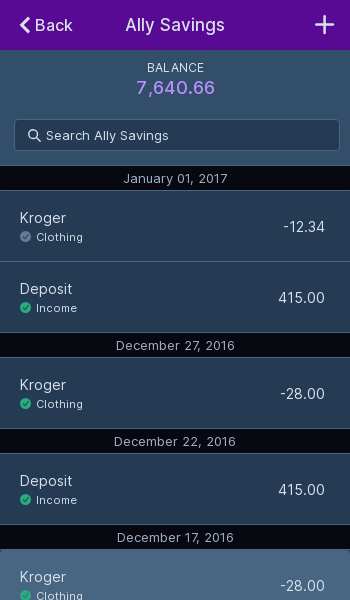 Back Ally Savings
BALANCE
7,640.66
Search Ally Savings
January 01, 2017
Kroger
-12.34
Clothing
Deposit
415.00
Income
December 27, 2016
Kroger
-28.00
Clothing
December 22, 2016
Deposit
415.00
Income
December 17, 2016
Kroger
-28.00
Clothing